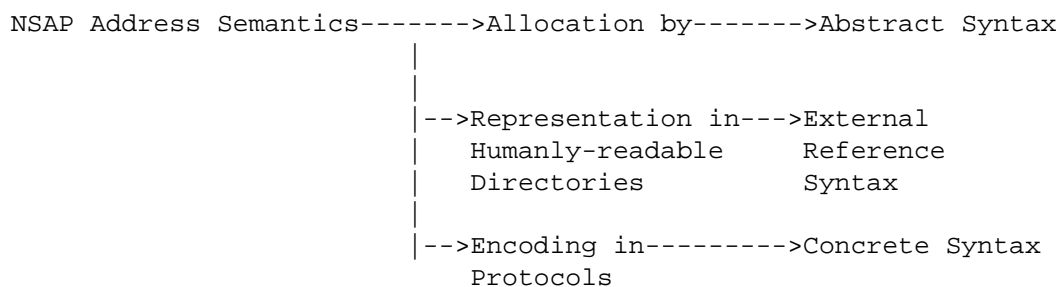 NSAP Address Semantics------->Allocation by------->Abstract Syntax
|
|
|-->Representation in--->External
| Humanly-readable Reference
| Directories Syntax
|
|-->Encoding in--------->Concrete Syntax
Protocols